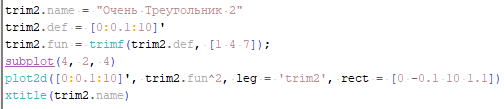 trim2.name = "Очень Треугольник 2"
trim2.def = [0:0.1:10]'
trim2.fun = trimf(trim2.def, [1 4 7]);
subplot(4, 2, 4)
plot2d([0:0.1:10]', trim2.fun^2, leg = 'trim2', rect = [0 -0.1 10 1.1])
xtitle(trim2.name)